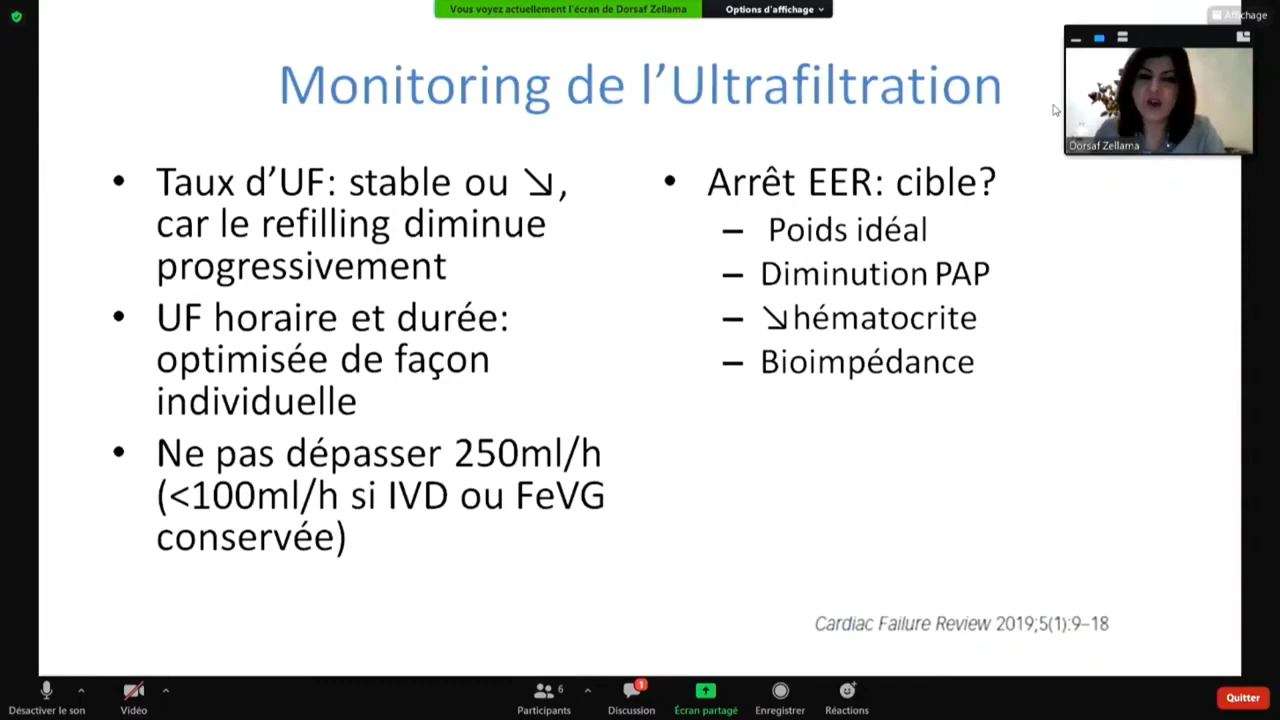 Vous voyez actuellement l'écran de Dorsaf Zellama
Options d'affichage
Affichage
Monitoring de l'Ultrafiltration
Dorsaf Zellama
• Taux d'UF: stable ou ↘,
car le refilling diminue
progressivement
• UF horaire et durée:
optimisée de façon
individuelle
• Ne pas dépasser 250ml/h
(<100ml/h si IVD ou FeVG
conservée)
• Arrêt EER: cible?
– Poids idéal
– Diminution PAP
– ↘hématocrite
– Bioimpédance
Cardiac Failure Review 2019;5(1):9–18
Désactiver le son
Vidéo
6
Participants
1
Discussion
Écran partagé
Enregistrer
Réactions
Quitter